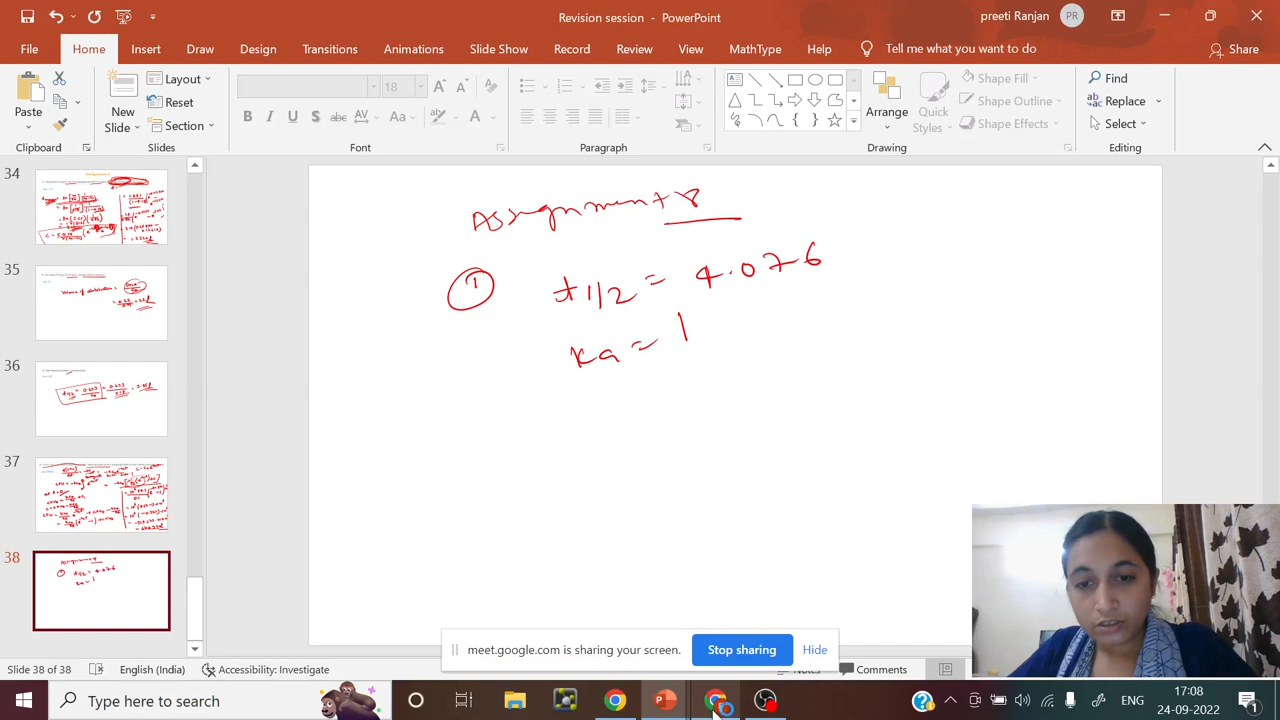 Revision session - PowerPoint
preeti Ranjan
PR
File Home Insert Draw Design Transitions Animations Slide Show Record Review View MathType Help Tell me what you want to do Share
Paste
New Slide
Layout
Reset
Section
18
Arrange
Quick Styles
Shape Fill
Shape Outline
Shape Effects
Find
Replace
Select
Clipboard Slides Font Paragraph Drawing Editing
34
35
36
37
38
Assignment 8
① t1/2 = 4.076
Ka = 1
meet.google.com is sharing your screen. Stop sharing Hide
Slide 38 of 38 English (India) Accessibility: Investigate Notes Comments
Type here to search
ENG
17:08
24-09-2022
1